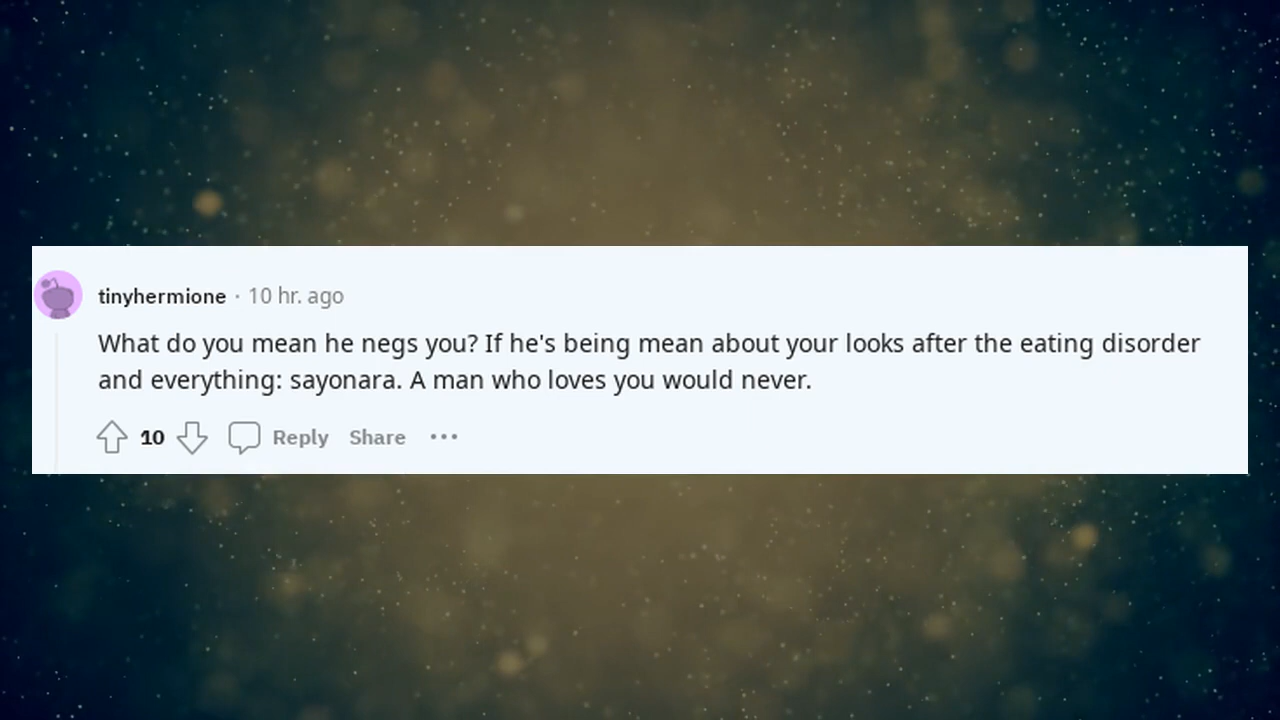 tinyhermione · 10 hr. ago
What do you mean he negs you? If he's being mean about your looks after the eating disorder
and everything: sayonara. A man who loves you would never.
10 Reply Share •••